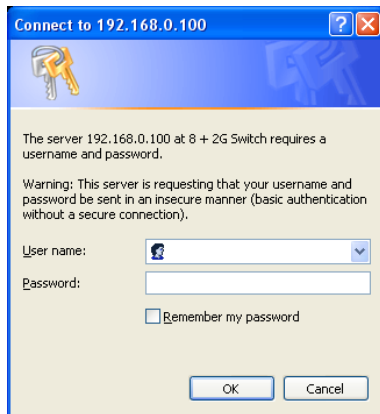 Connect to 192.168.0.100
The server 192.168.0.100 at 8 + 2G Switch requires a
username and password.
Warning: This server is requesting that your username and
password be sent in an insecure manner (basic authentication
without a secure connection).
User name:
Password:
Remember my password
OK Cancel